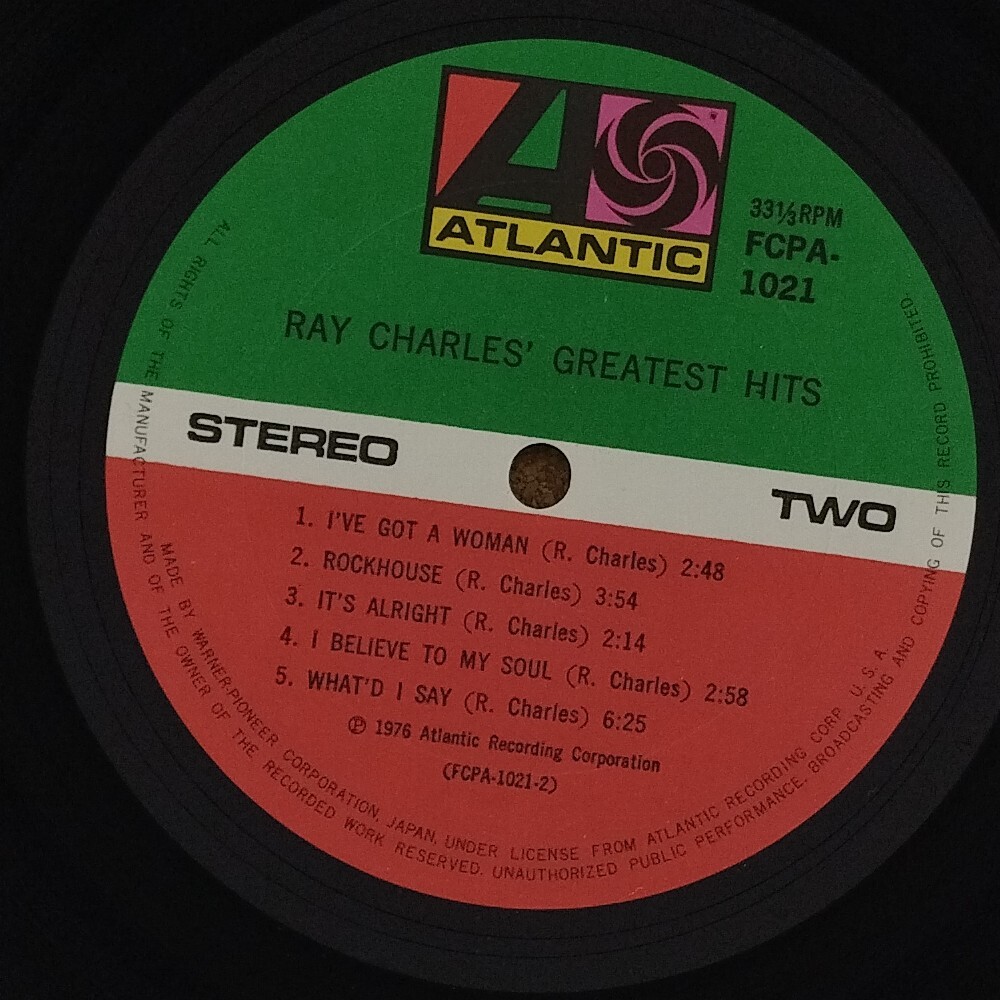 ATLANTIC
33⅓RPM
FCPA-
1021
RAY CHARLES' GREATEST HITS
STEREO
TWO
1. I'VE GOT A WOMAN (R. Charles) 2:48
2. ROCKHOUSE (R. Charles) 3:54
3. IT'S ALRIGHT (R. Charles) 2:14
4. I BELIEVE TO MY SOUL (R. Charles) 2:58
5. WHAT'D I SAY (R. Charles) 6:25
℗ 1976 Atlantic Recording Corporation
(FCPA-1021-2)
MADE BY WARNER-PIONEER CORPORATION, JAPAN, UNDER LICENSE FROM ATLANTIC RECORDING CORP. U. S. A.
ALL RIGHTS OF THE MANUFACTURER AND OF THE OWNER OF THE RECORDED WORK RESERVED. UNAUTHORIZED PUBLIC PERFORMANCE. BROADCASTING AND COPYING OF THIS RECORD PROHIBITED.